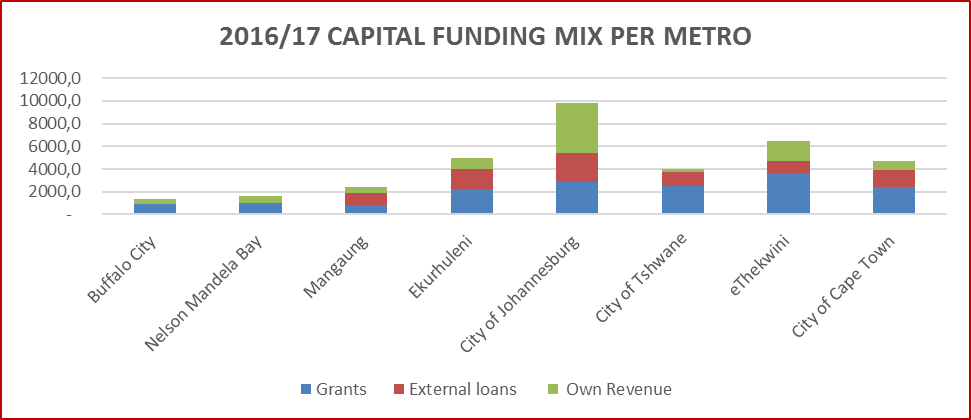 2016/17 CAPITAL FUNDING MIX PER METRO
12000,0
10000,0
8000,0
6000,0
4000,0
2000,0
-
Buffalo City
Nelson Mandela Bay
Mangaung
Ekurhuleni
City of Johannesburg
City of Tshwane
eThekwini
City of Cape Town
Grants External loans Own Revenue